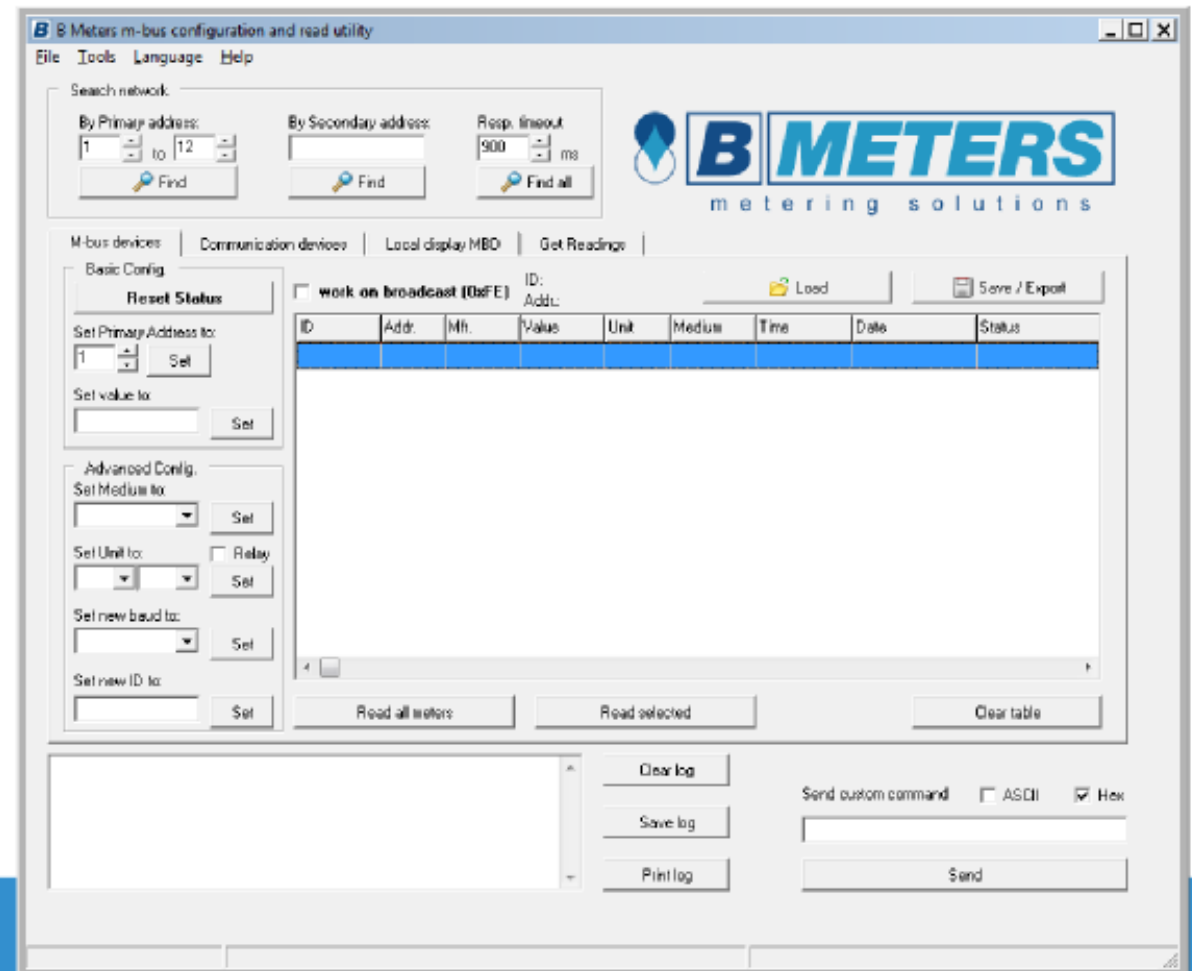 B B Meters m-bus configuration and read utility
File Tools Language Help
Search network
By Primary address: By Secondary address: Resp. timeout
1 to 12 900 ms
Find Find Find all
B METERS
metering solutions
M-bus devices Communication devices Local display MBD Get Readings
Basic Config.
Reset Status
work on broadcast (0xFE)
ID:
Addr.:
Load Save / Export
Set Primary Address to:
1 Set
Set value to:
Set
ID Addr. Mfr. Value Unit Medium Time Date Status
Advanced Config.
Set Medium to:
Set
Set Unit to: Relay
Set
Set new baud to:
Set
Set new ID to:
Set
Read all meters Read selected Clear table
Clear log
Save log
Print log
Send custom command ASCII Hex
Send